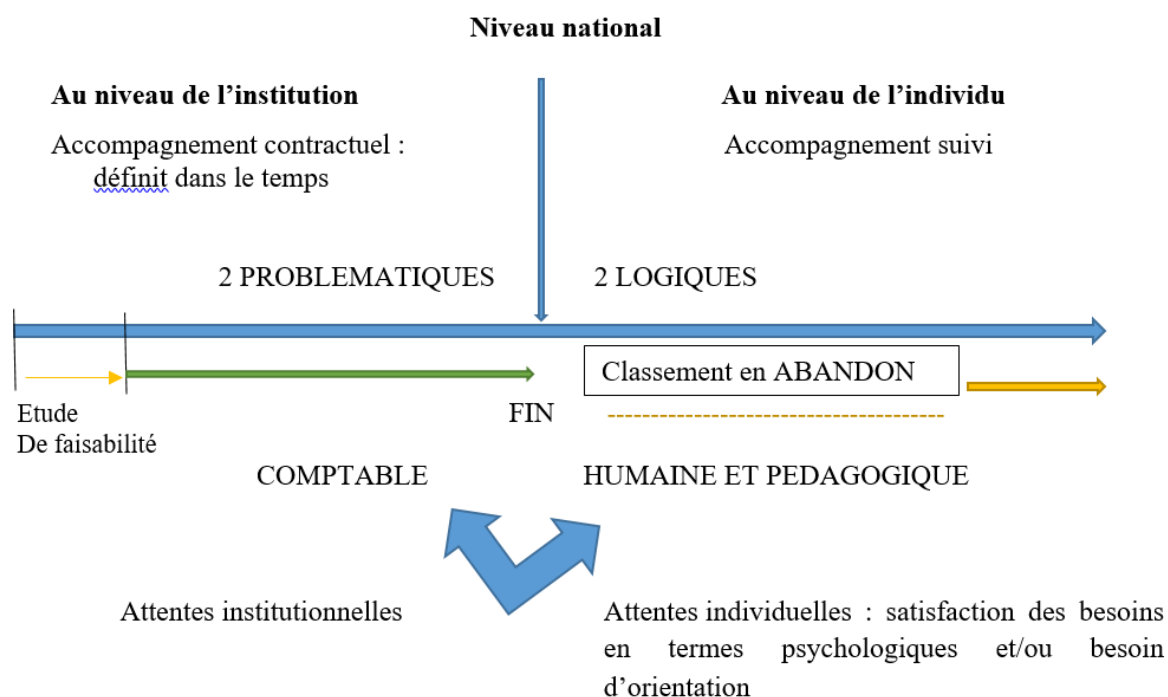 Niveau national
Au niveau de l’institution
Au niveau de l’individu
Accompagnement contractuel :
définit dans le temps
Accompagnement suivi
2 PROBLEMATIQUES
2 LOGIQUES
Classement en ABANDON
Etude
De faisabilité
FIN
COMPTABLE
HUMAINE ET PEDAGOGIQUE
Attentes institutionnelles
Attentes individuelles : satisfaction des besoins
en termes psychologiques et/ou besoin
d’orientation